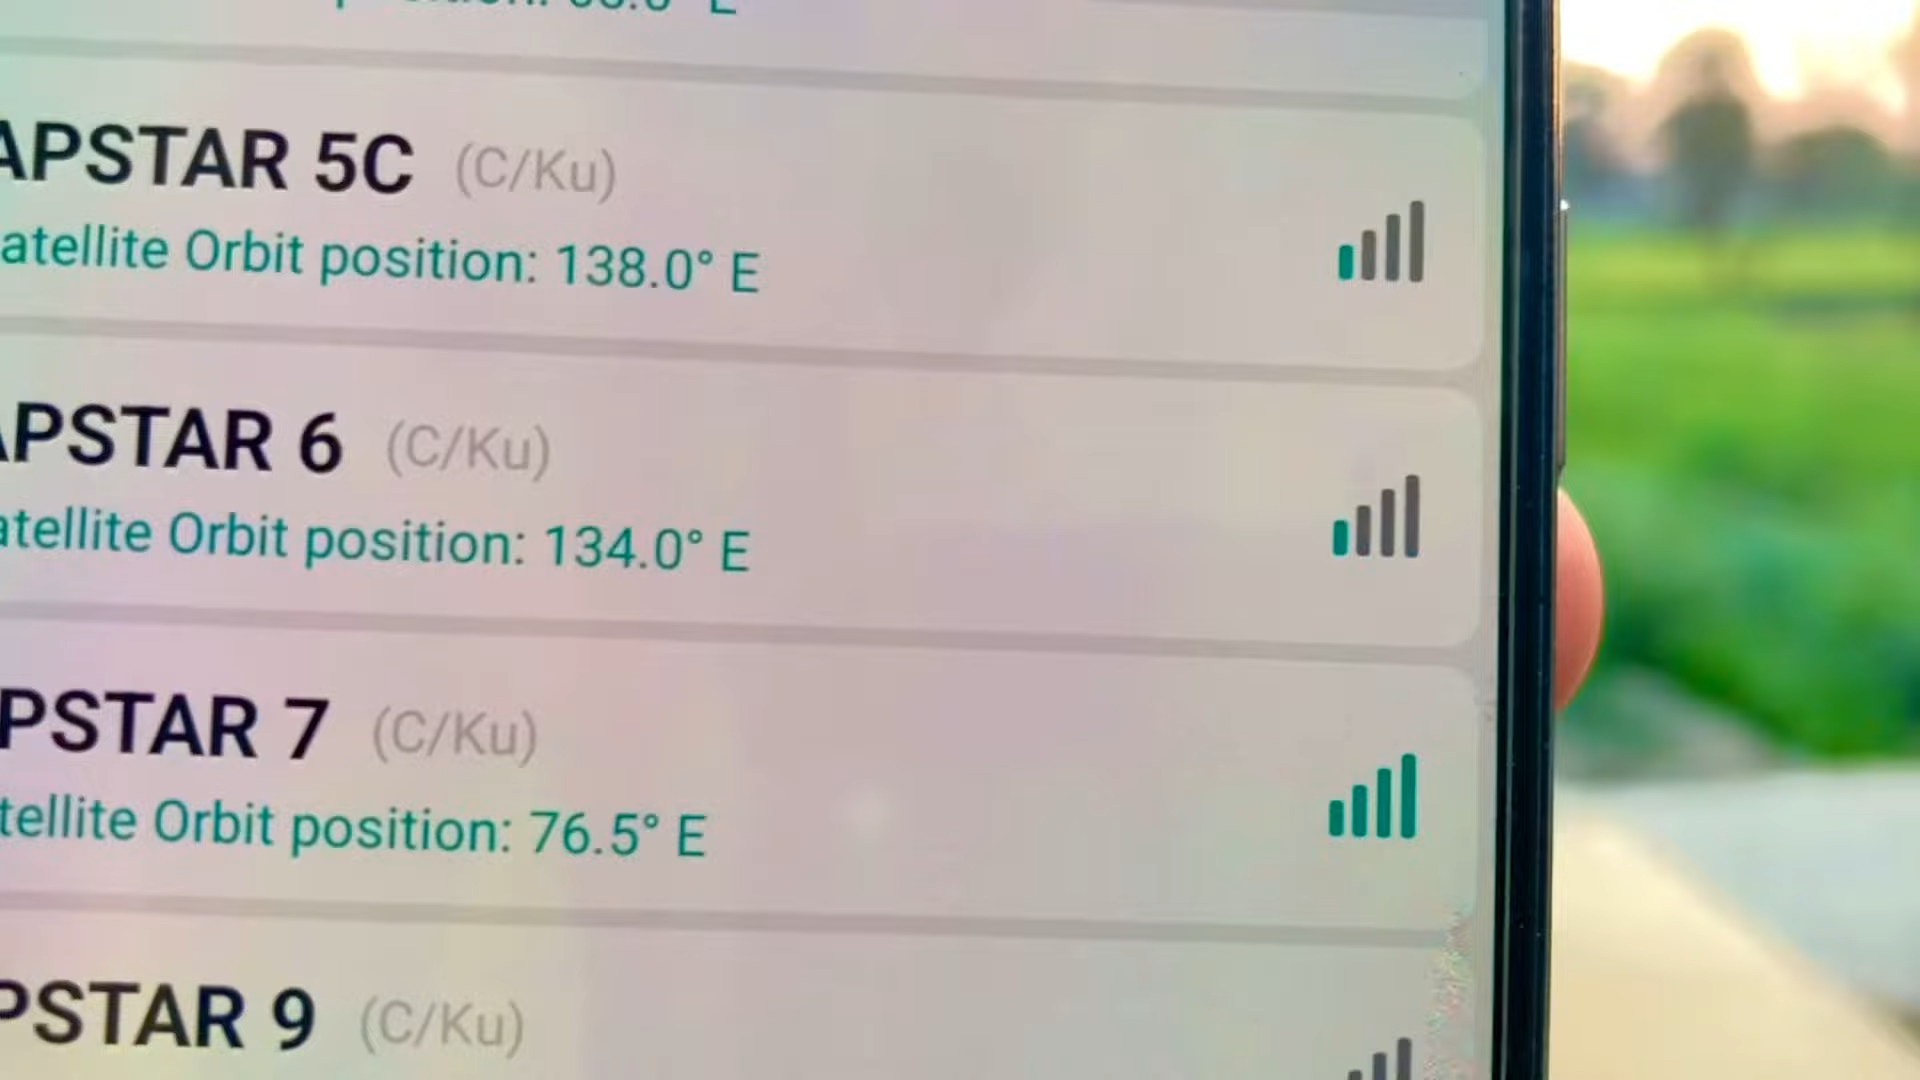 APSTAR 5C (C/Ku)
atellite Orbit position: 138.0° E
APSTAR 6 (C/Ku)
atellite Orbit position: 134.0° E
PSTAR 7 (C/Ku)
tellite Orbit position: 76.5° E
PSTAR 9 (C/Ku)